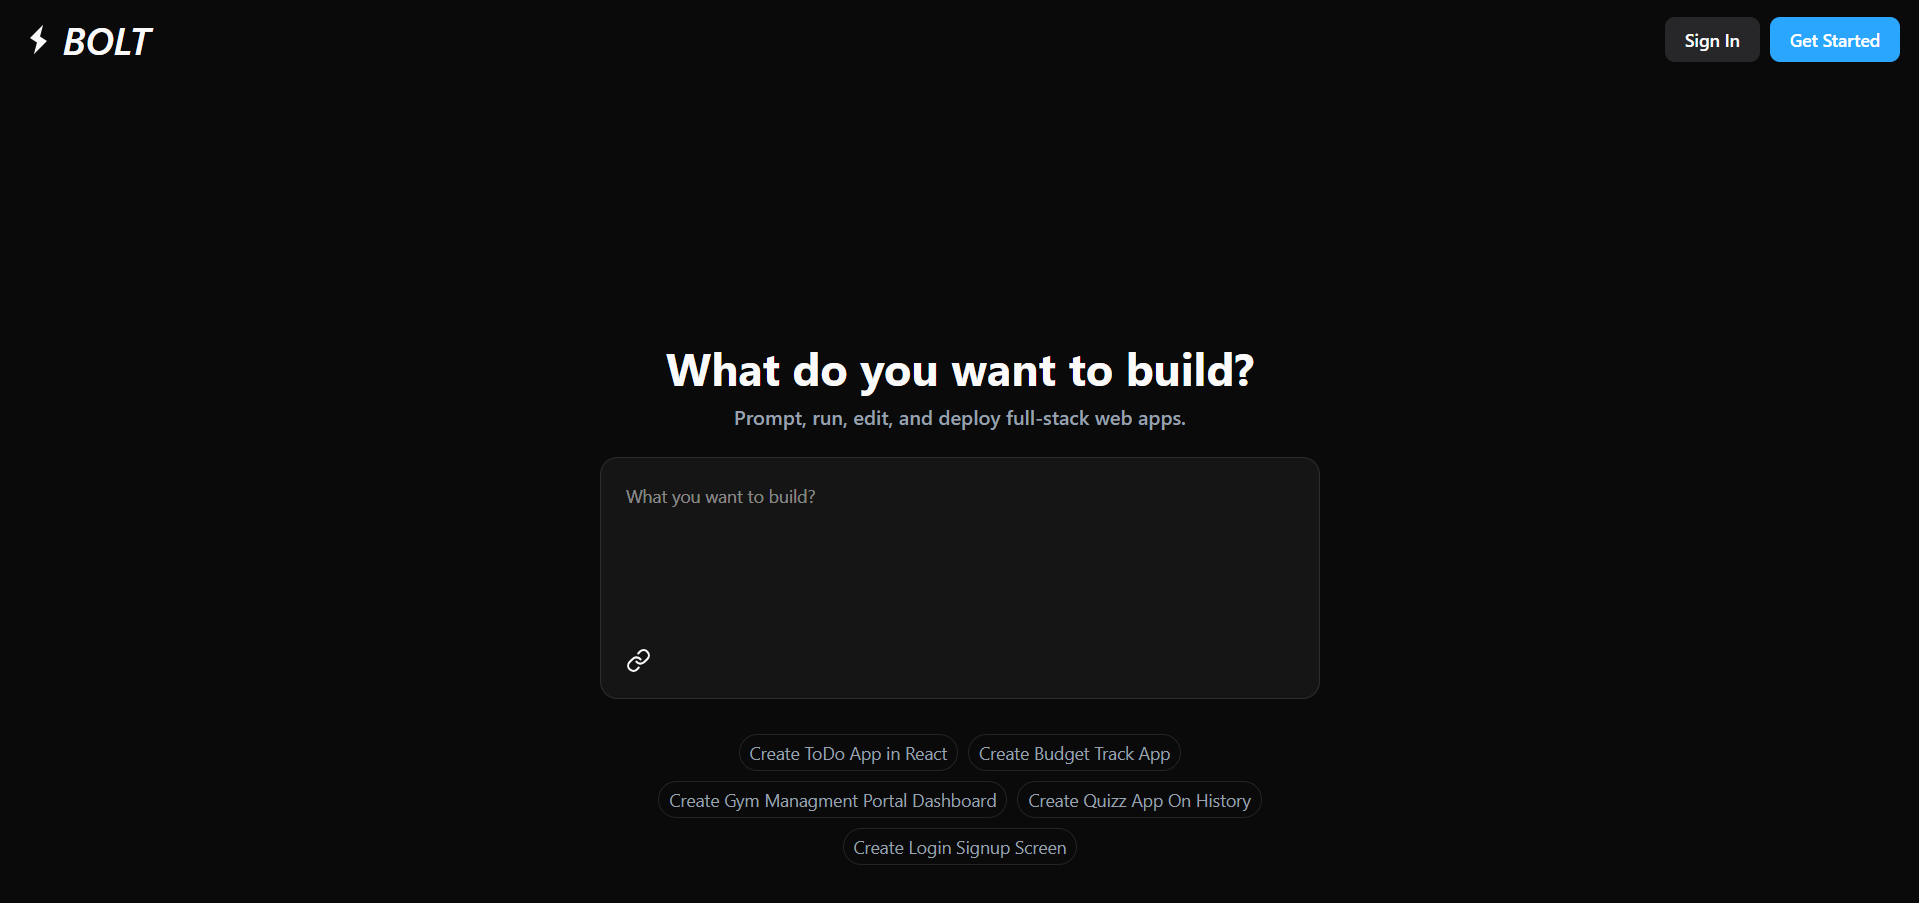 BOLT
Sign In
Get Started
What do you want to build?
Prompt, run, edit, and deploy full-stack web apps.
What you want to build?
Create ToDo App in React
Create Budget Track App
Create Gym Managment Portal Dashboard
Create Quizz App On History
Create Login Signup Screen